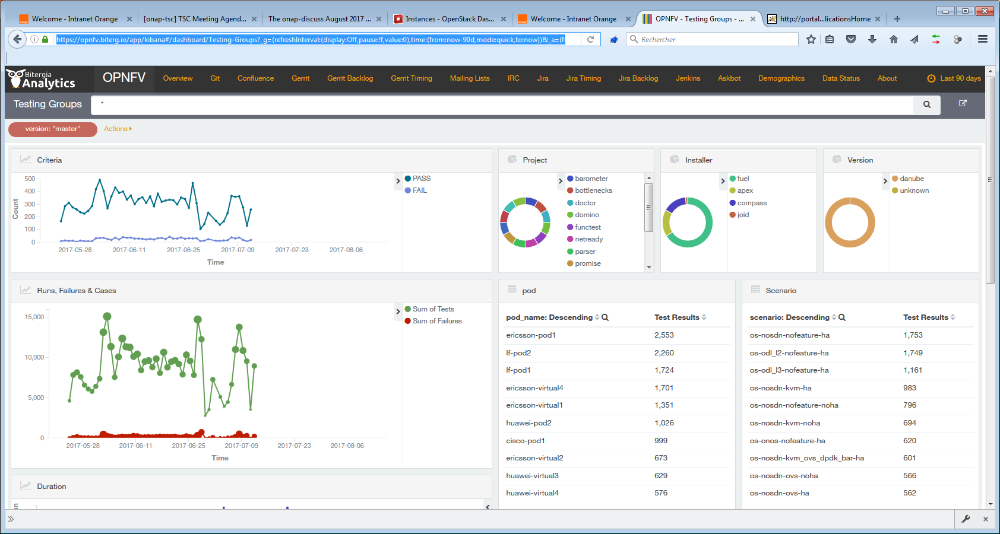 Welcome - Intranet Orange
[onap-tsc] TSC Meeting Agend...
The onap-discuss August 2017 ...
Instances - OpenStack Das...
Welcome - Intranet Orange
OPNFV - Testing Groups - ...
http://portal...licationsHome
https://opnfv.biterg.io/app/kibana#/dashboard/Testing-Groups?_g=(refreshInterval:(display:Off,pause:!f,value:0),time:(from:now-90d,mode:quick,to:now))&_a=(fi
Rechercher
Bitergia
Analytics
OPNFV
Overview
Git
Confluence
Gerrit
Gerrit Backlog
Gerrit Timing
Mailing Lists
IRC
Jira
Jira Timing
Jira Backlog
Jenkins
Askbot
Demographics
Data Status
About
Last 90 days
Testing Groups
*
version: "master"
Actions
Criteria
Count
500
400
300
200
100
0
2017-05-28
2017-06-11
2017-06-25
2017-07-09
2017-07-23
2017-08-06
Time
PASS
FAIL
Project
barometer
bottlenecks
doctor
domino
functest
netready
parser
promise
Installer
fuel
apex
compass
joid
Version
danube
unknown
Runs, Failures & Cases
15,000
10,000
5,000
0
2017-05-28
2017-06-11
2017-06-25
2017-07-09
2017-07-23
2017-08-06
Time
Sum of Tests
Sum of Failures
pod
pod_name: Descending Test Results
ericsson-pod1 2,553
lf-pod2 2,260
lf-pod1 1,724
ericsson-virtual4 1,701
ericsson-virtual1 1,351
huawei-pod2 1,026
cisco-pod1 999
ericsson-virtual2 673
huawei-virtual3 629
huawei-virtual4 576
Scenario
scenario: Descending Test Results
os-nosdn-nofeature-ha 1,753
os-odl_l2-nofeature-ha 1,749
os-odl_l3-nofeature-ha 1,161
os-nosdn-kvm-ha 983
os-nosdn-nofeature-noha 796
os-nosdn-kvm-noha 694
os-onos-nofeature-ha 620
os-nosdn-kvm_ovs_dpdk_bar-ha 601
os-nosdn-ovs-noha 566
os-nosdn-ovs-ha 562
Duration